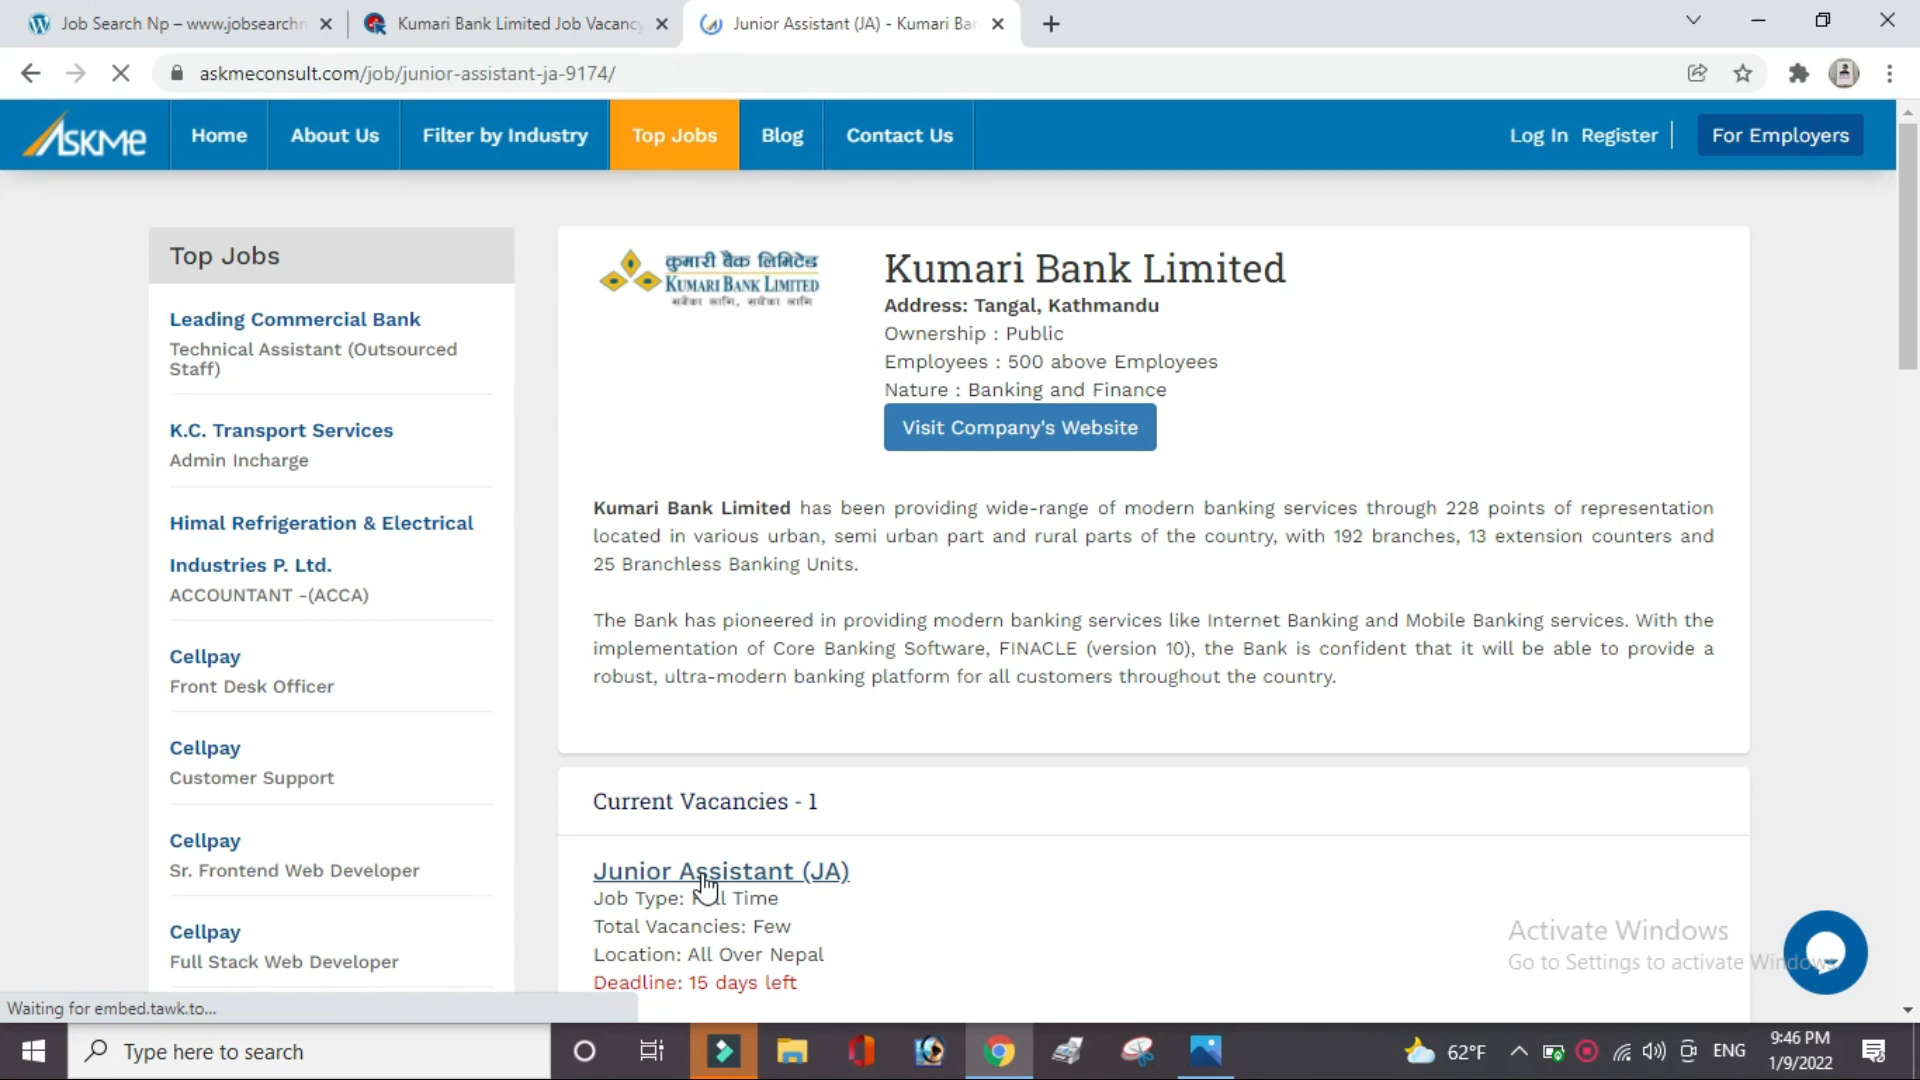 Job Search Np – www.jobsearchn
Kumari Bank Limited Job Vacancy
Junior Assistant (JA) - Kumari Ban
askmeconsult.com/job/junior-assistant-ja-9174/
ASKME
Home
About Us
Filter by Industry
Top Jobs
Blog
Contact Us
Log In
Register
For Employers
Top Jobs
Leading Commercial Bank
Technical Assistant (Outsourced
Staff)
K.C. Transport Services
Admin Incharge
Himal Refrigeration & Electrical
Industries P. Ltd.
ACCOUNTANT -(ACCA)
Cellpay
Front Desk Officer
Cellpay
Customer Support
Cellpay
Sr. Frontend Web Developer
Cellpay
Full Stack Web Developer
कुमारी बैंक लिमिटेड
KUMARI BANK LIMITED
Kumari Bank Limited
Address: Tangal, Kathmandu
Ownership : Public
Employees : 500 above Employees
Nature : Banking and Finance
Visit Company's Website
Kumari Bank Limited has been providing wide-range of modern banking services through 228 points of representation
located in various urban, semi urban part and rural parts of the country, with 192 branches, 13 extension counters and
25 Branchless Banking Units.
The Bank has pioneered in providing modern banking services like Internet Banking and Mobile Banking services. With the
implementation of Core Banking Software, FINACLE (version 10), the Bank is confident that it will be able to provide a
robust, ultra-modern banking platform for all customers throughout the country.
Current Vacancies - 1
Junior Assistant (JA)
Job Type: Full Time
Total Vacancies: Few
Location: All Over Nepal
Deadline: 15 days left
Activate Windows
Go to Settings to activate Windows.
Waiting for embed.tawk.to...
Type here to search
62°F
ENG
9:46 PM
1/9/2022